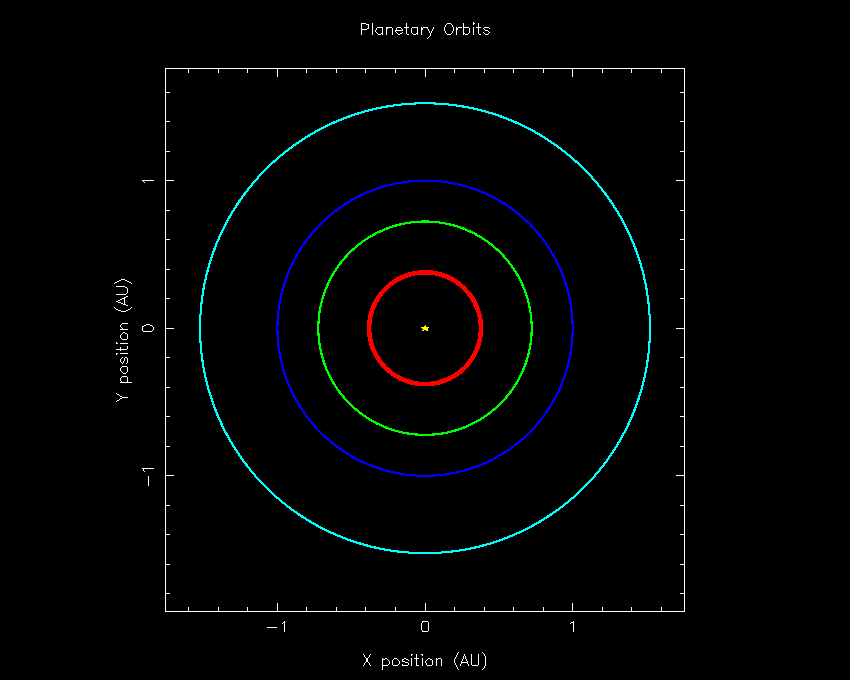 Planetary Orbits
1
0
−1
Y position (AU)
−1 0 1
X position (AU)